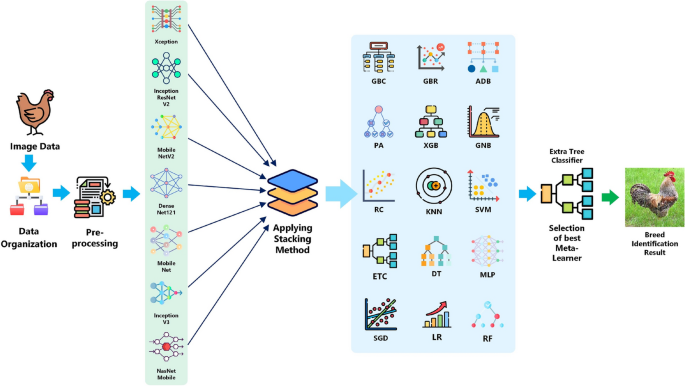 Image Data
Data
Organization
Pre-
processing
Xception
Inception
ResNet
V2
Mobile
NetV2
Dense
Net121
Mobile
Net
Inception
V1
NasNet
Mobile
Applying
Stacking
Method
GBC
GBR
ADB
PA
XGB
GNB
RC
KNN
SVM
ETC
DT
MLP
SGD
LR
RF
Extra Tree
Classifier
Selection
of best
Meta-
Learner
Breed
Identification
Result